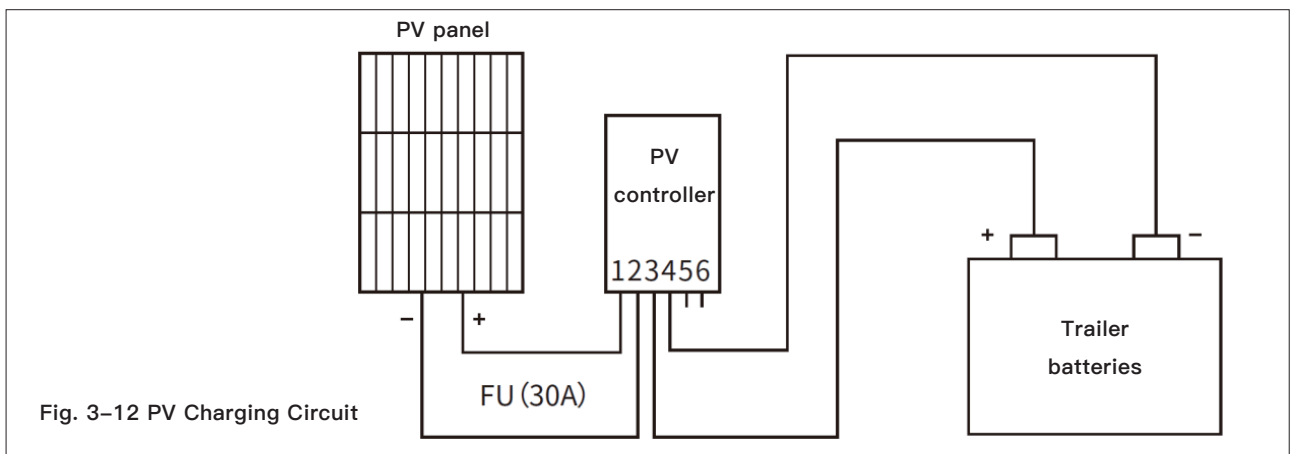 PV panel
PV
controller
123456
+ −
− +
Trailer
batteries
FU (30A)
Fig. 3–12 PV Charging Circuit